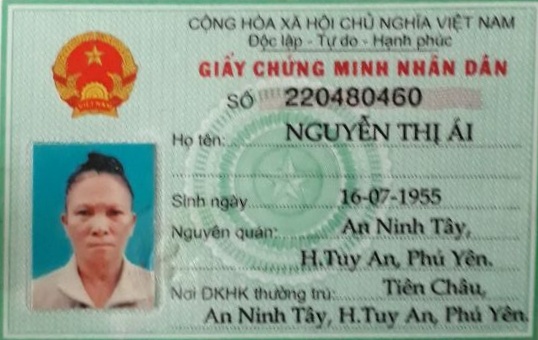 CỘNG HÒA XÃ HỘI CHỦ NGHĨA VIỆT NAM
Độc lập - Tự do - Hạnh phúc
GIẤY CHỨNG MINH NHÂN DÂN
SỐ 220480460
Họ tên: NGUYỄN THỊ ÁI
Sinh ngày 16-07-1955
Nguyên quán: An Ninh Tây,
H.Tuy An, Phú Yên.
Nơi ĐKHK thường trú: Tiên Châu,
An Ninh Tây, H.Tuy An, Phú Yên.
VIỆT NAM